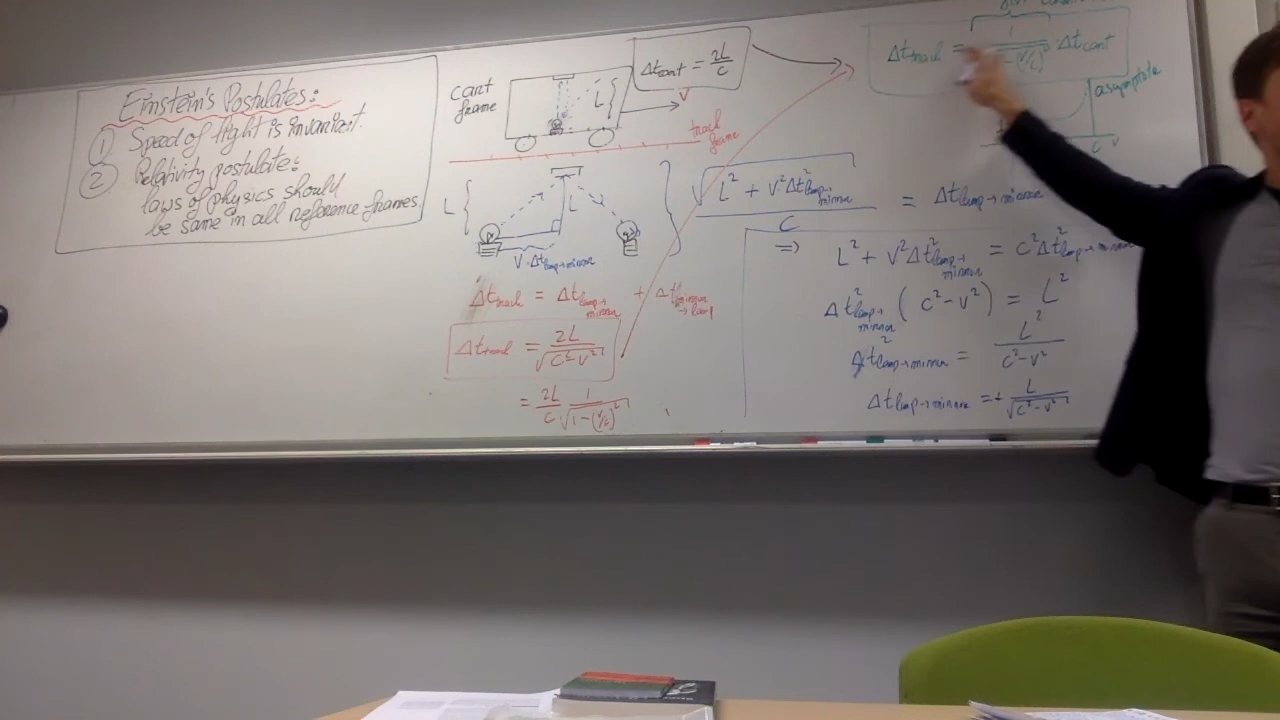 Einstein's Postulates:
① Speed of light is invariant.
② Relativity postulate:
laws of physics should
be same in all reference frames.
cart
frame
L
Δt_cart = 2L/c
v
track
frame
L
L
v·Δt_lamp→mirror
Δt_track = Δt_lamp→mirror + Δt_mirror→lamp
Δt_track = 2L/√(c²-v²)
= 2L/c 1/√(1-(v/c)²)
√(L² + v²Δt²_lamp→mirror)/c = Δt_lamp→mirror
⇒ L² + v²Δt²_lamp→mirror = c²Δt²_lamp→mirror
Δt²_lamp→mirror (c²-v²) = L²
Δt²_lamp→mirror = L²/(c²-v²)
Δt_lamp→mirror = + L/√(c²-v²)
Δt_track = · Δt_cart
asymptote
c v